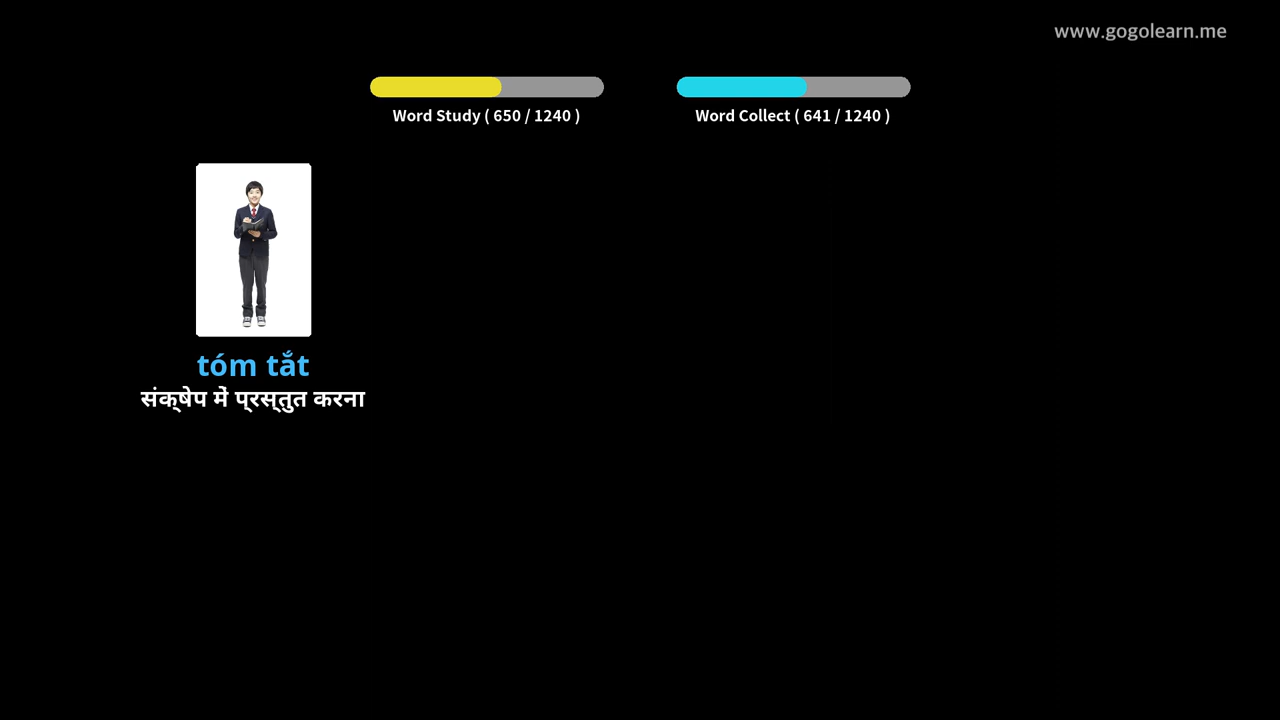 www.gogolearn.me
Word Study ( 650 / 1240 )
Word Collect ( 641 / 1240 )
tóm tắt
संक्षेप में प्रस्तुत करना